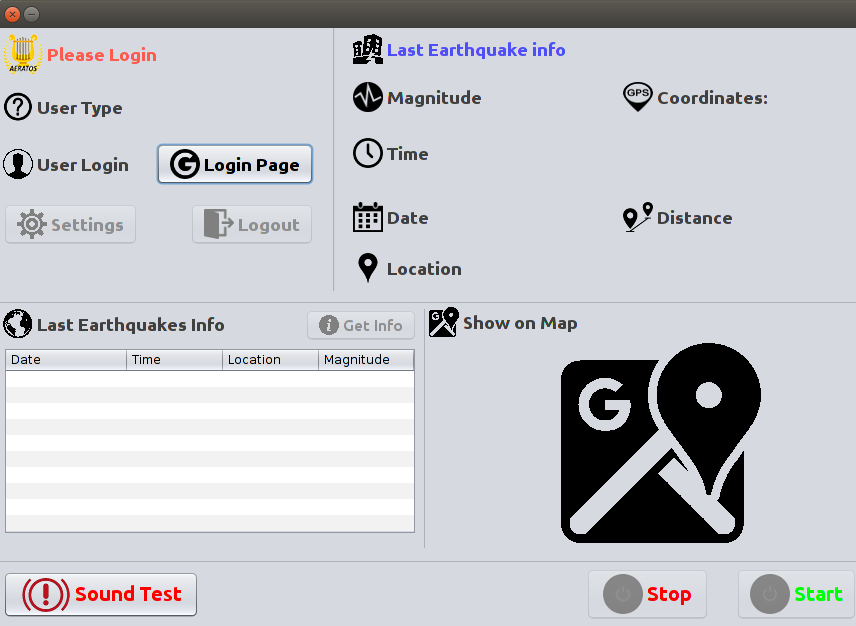 AERATOS
Please Login
User Type
User Login
G Login Page
Settings
Logout
Last Earthquake info
Magnitude
GPS Coordinates:
Time
Date
Distance
Location
Last Earthquakes Info
i Get Info
Date Time Location Magnitude
G Show on Map
G
! Sound Test
Stop
Start